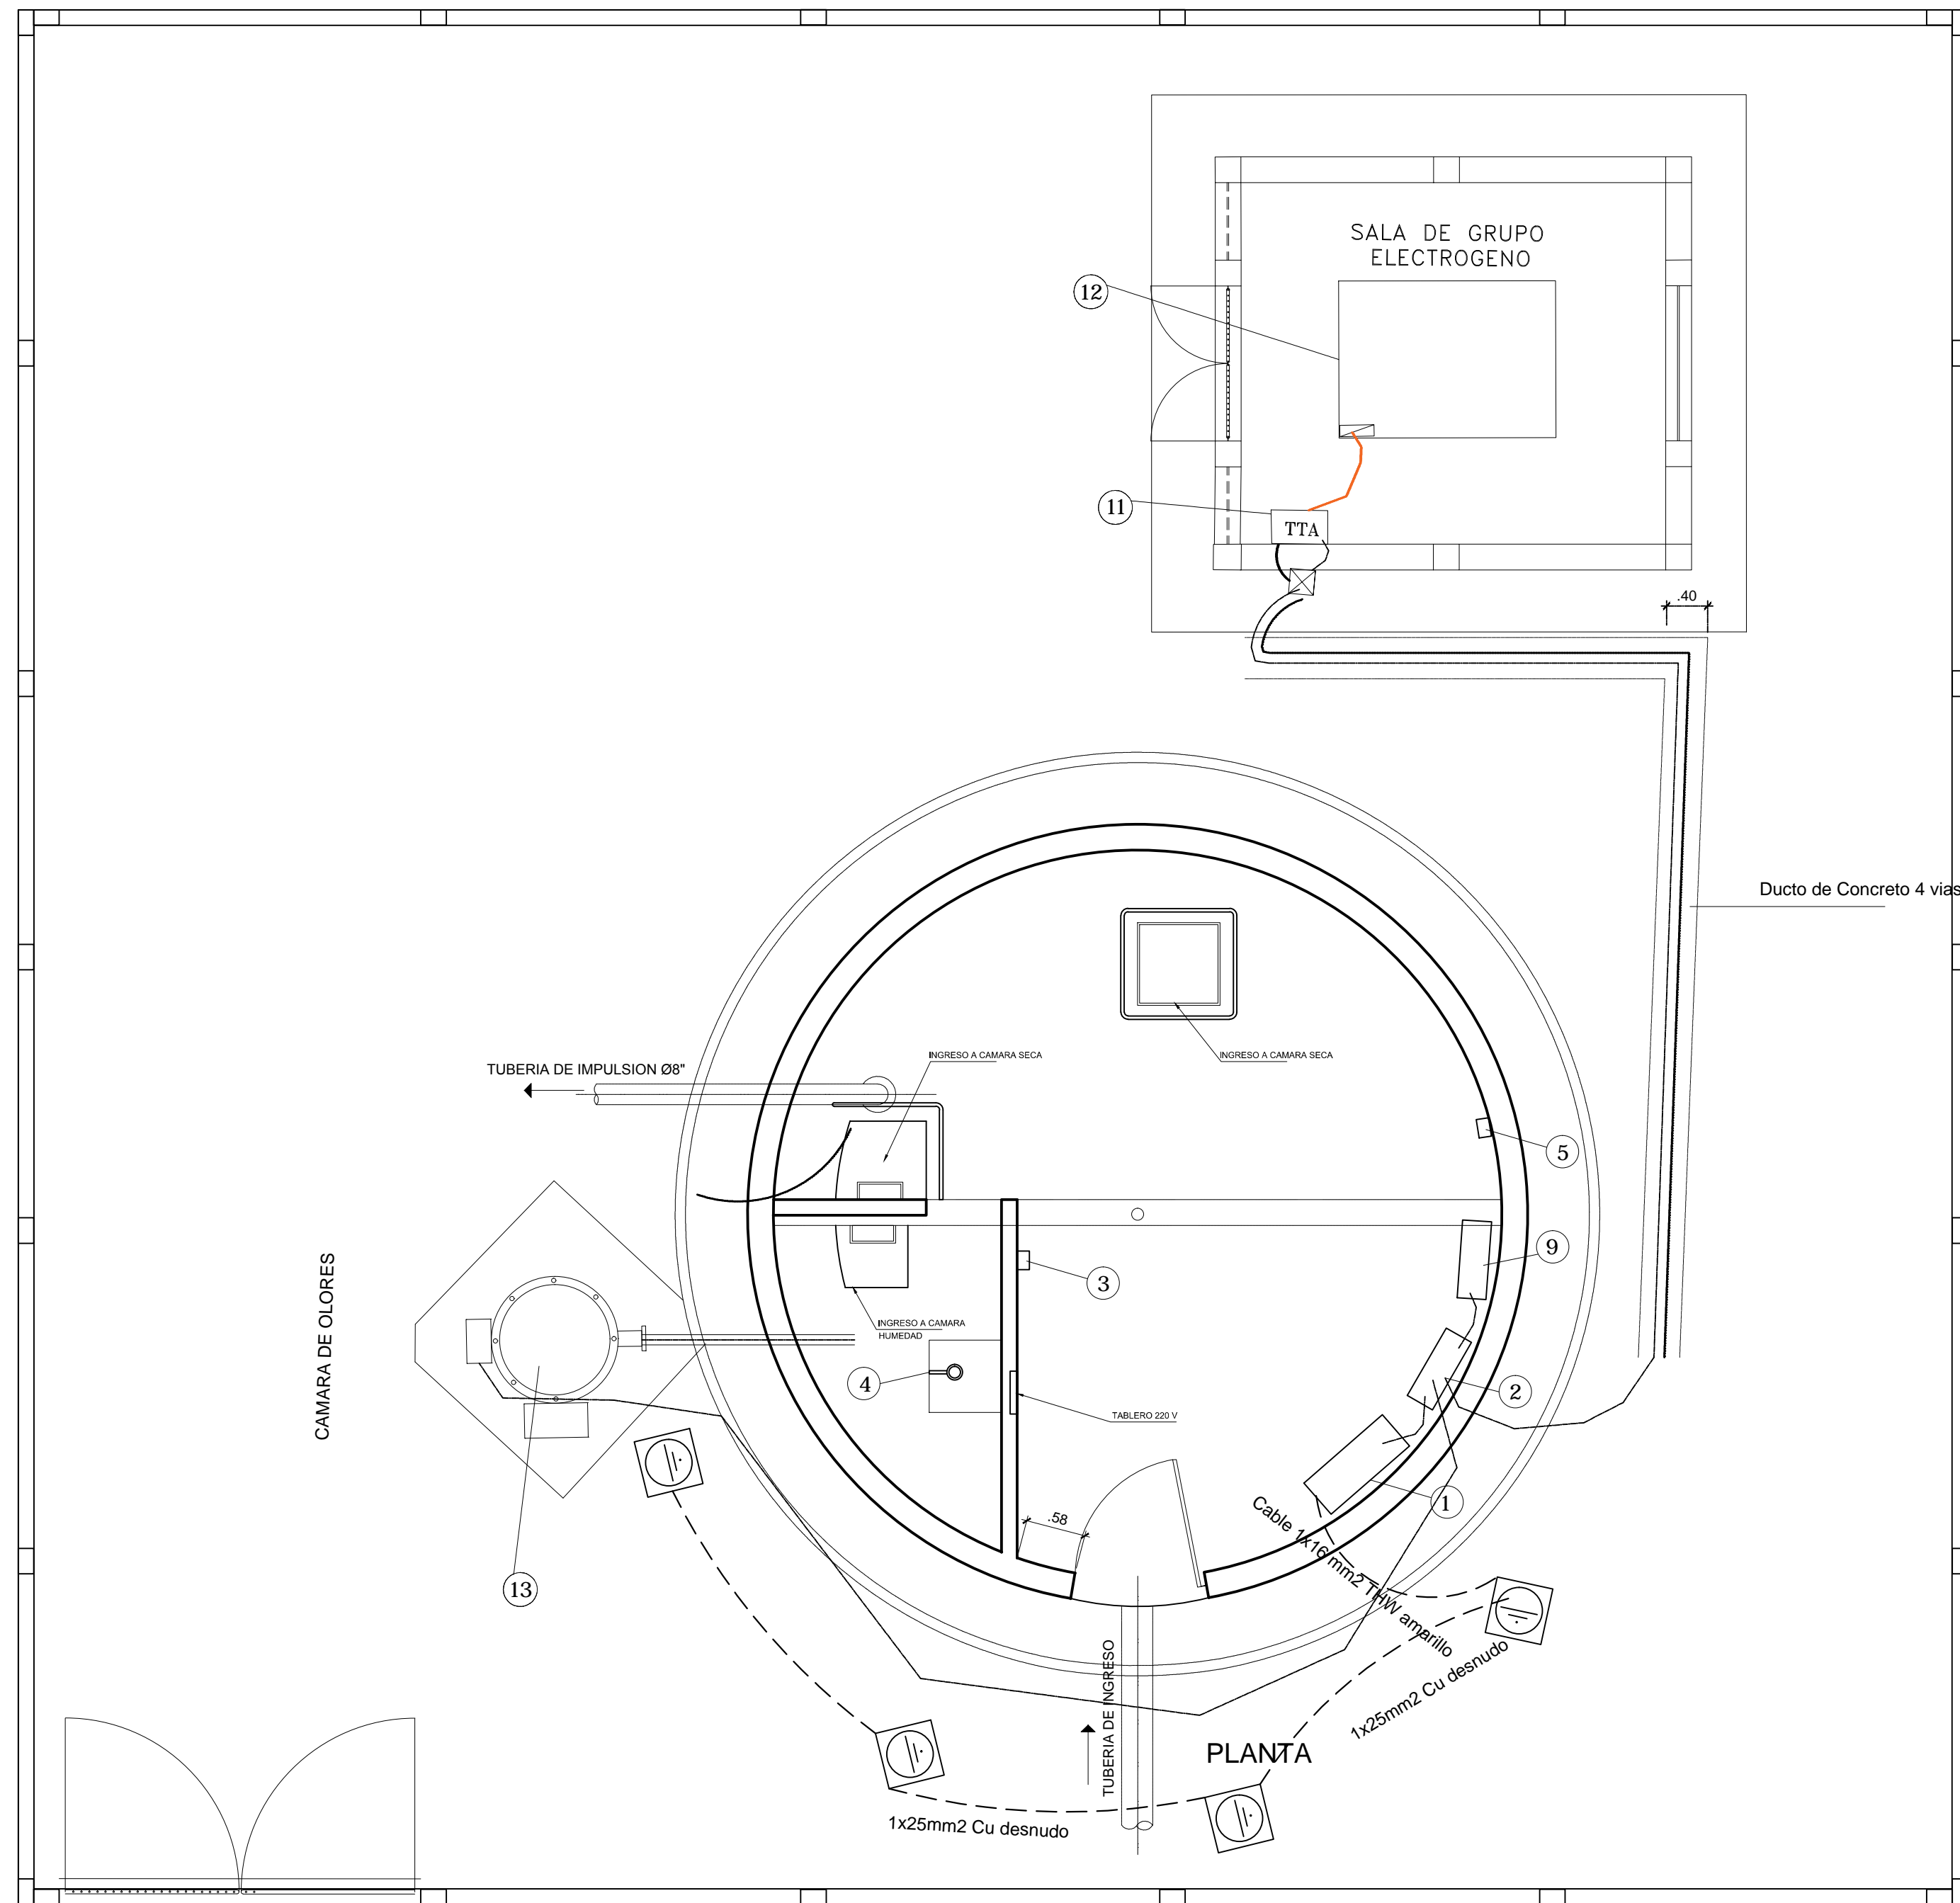 SALA DE GRUPO
ELECTROGENO
12
11
TTA
.40
Ducto de Concreto 4 vias
INGRESO A CAMARA SECA
INGRESO A CAMARA SECA
TUBERIA DE IMPULSION Ø8"
5
9
3
CAMARA DE OLORES
INGRESO A CAMARA
HUMEDAD
4
2
TABLERO 220 V
1
.58
Cable 1x16 mm2 THW amarillo
13
1x25mm2 Cu desnudo
TUBERIA DE INGRESO
PLANTA
1x25mm2 Cu desnudo